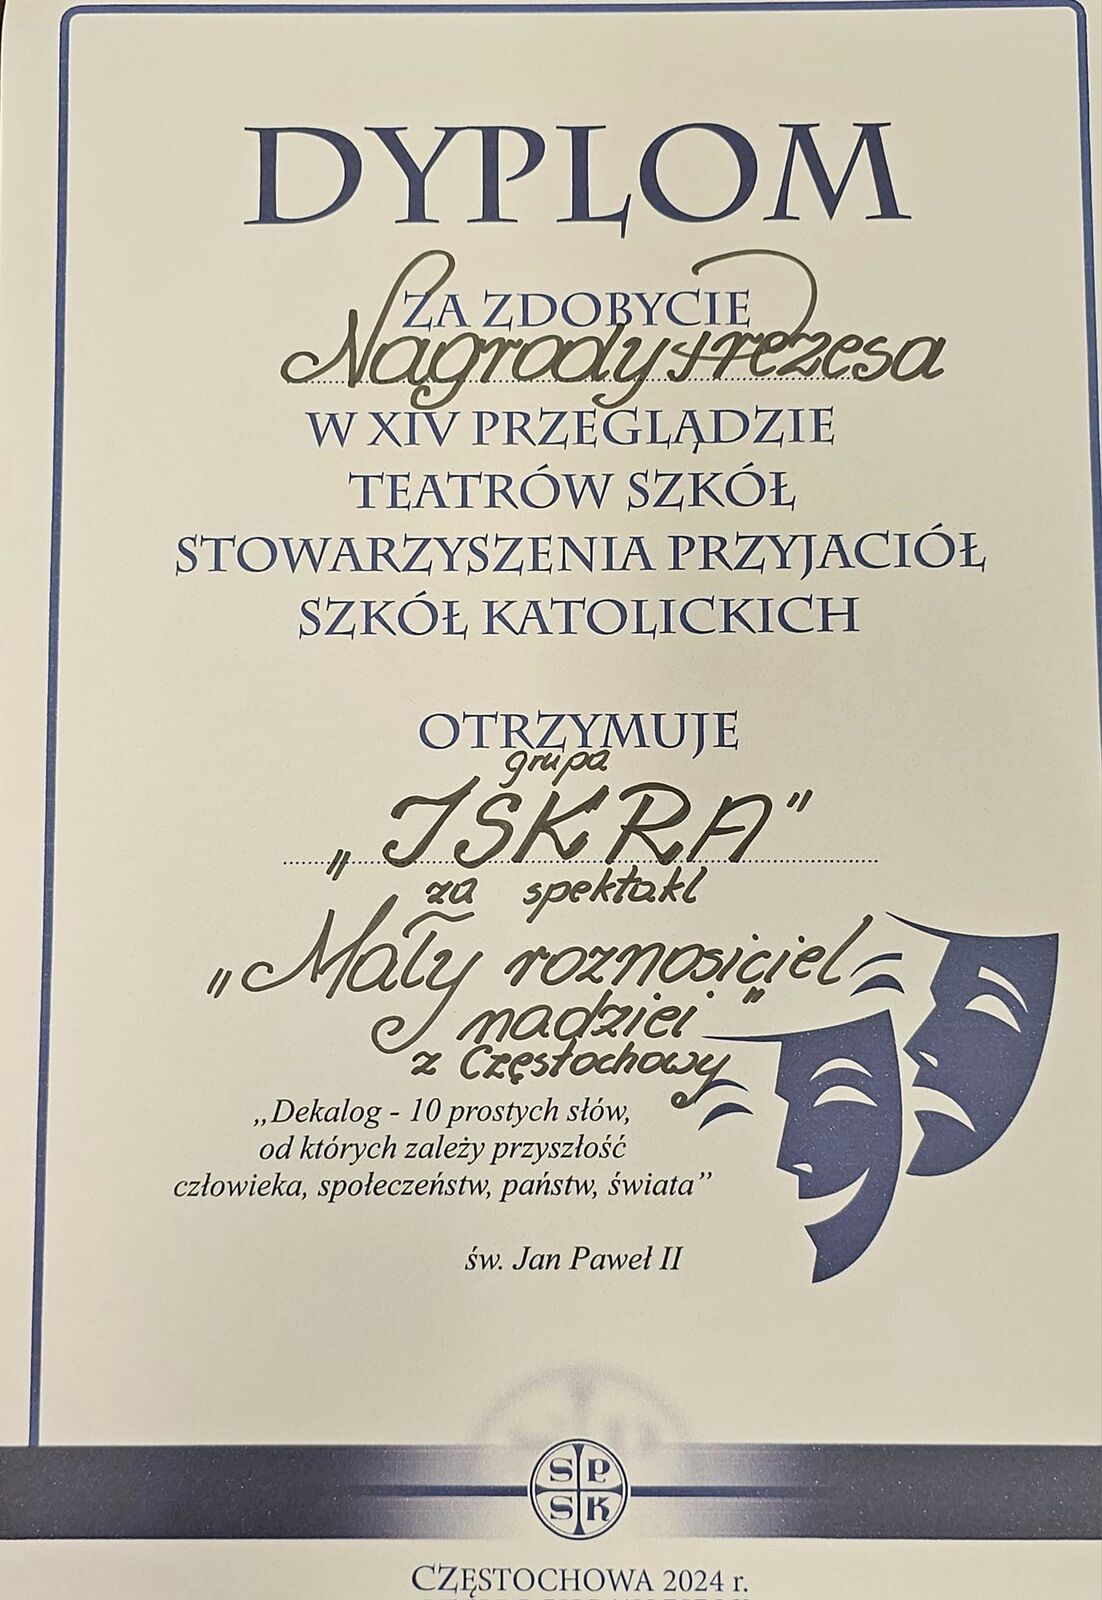 DYPLOM
ZA ZDOBYCIE
Nagrody Prezesa
W XIV PRZEGLĄDZIE
TEATRÓW SZKÓŁ
STOWARZYSZENIA PRZYJACIÓŁ
SZKÓŁ KATOLICKICH
OTRZYMUJE
grupa
„ISKRA"
za spektakl
„Mały roznosiciel
nadziei"
z Częstochowy
„Dekalog - 10 prostych słów,
od których zależy przyszłość
człowieka, społeczeństw, państw, świata”
św. Jan Paweł II
SP
SK
CZĘSTOCHOWA 2024 r.